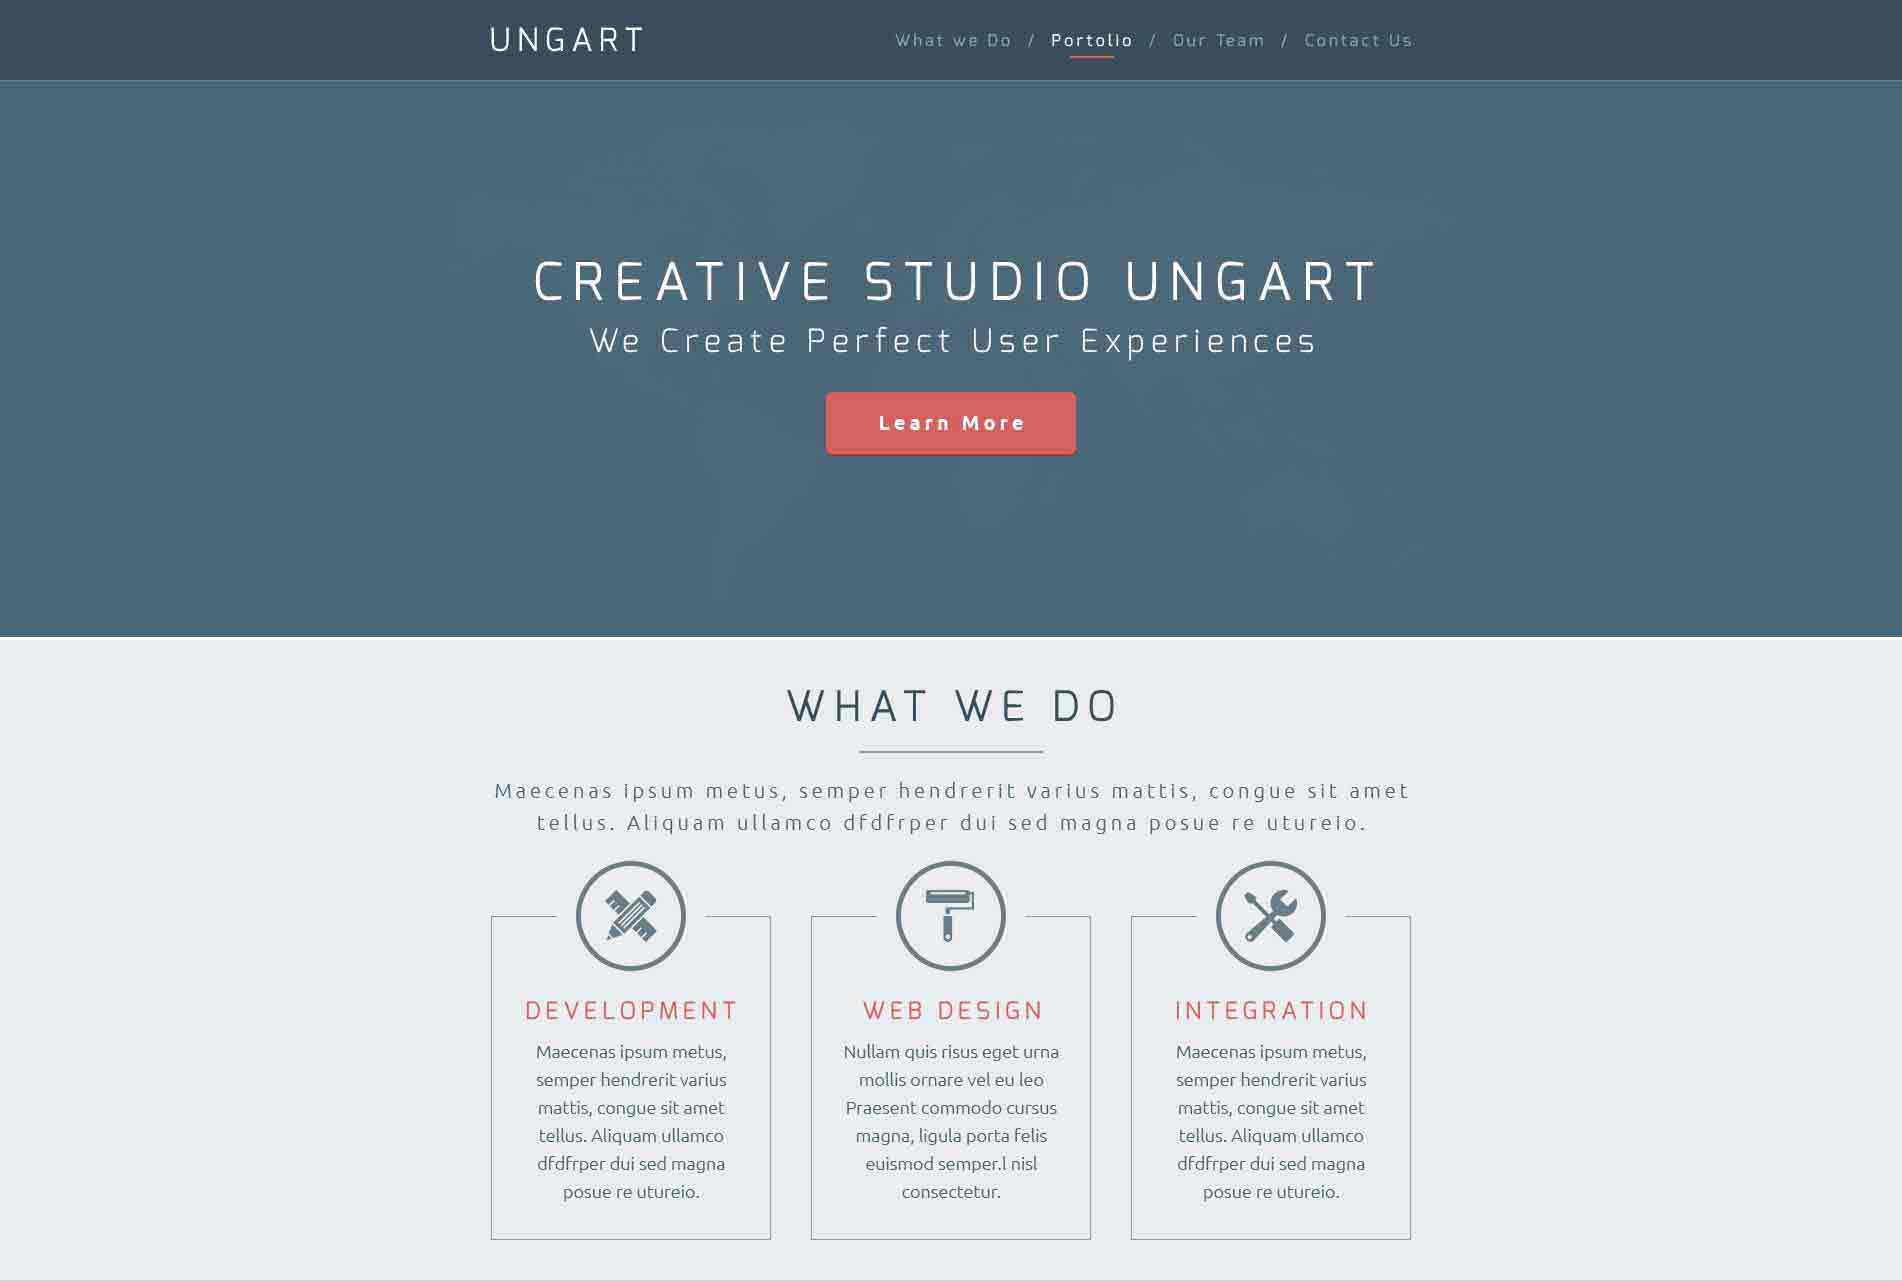 UNGART
What we Do / Portolio / Our Team / Contact Us
CREATIVE STUDIO UNGART
We Create Perfect User Experiences
Learn More
WHAT WE DO
Maecenas ipsum metus, semper hendrerit varius mattis, congue sit amet
tellus. Aliquam ullamco dfdfrper dui sed magna posue re utureio.
DEVELOPMENT
Maecenas ipsum metus,
semper hendrerit varius
mattis, congue sit amet
tellus. Aliquam ullamco
dfdfrper dui sed magna
posue re utureio.
WEB DESIGN
Nullam quis risus eget urna
mollis ornare vel eu leo
Praesent commodo cursus
magna, ligula porta felis
euismod semper.l nisl
consectetur.
INTEGRATION
Maecenas ipsum metus,
semper hendrerit varius
mattis, congue sit amet
tellus. Aliquam ullamco
dfdfrper dui sed magna
posue re utureio.